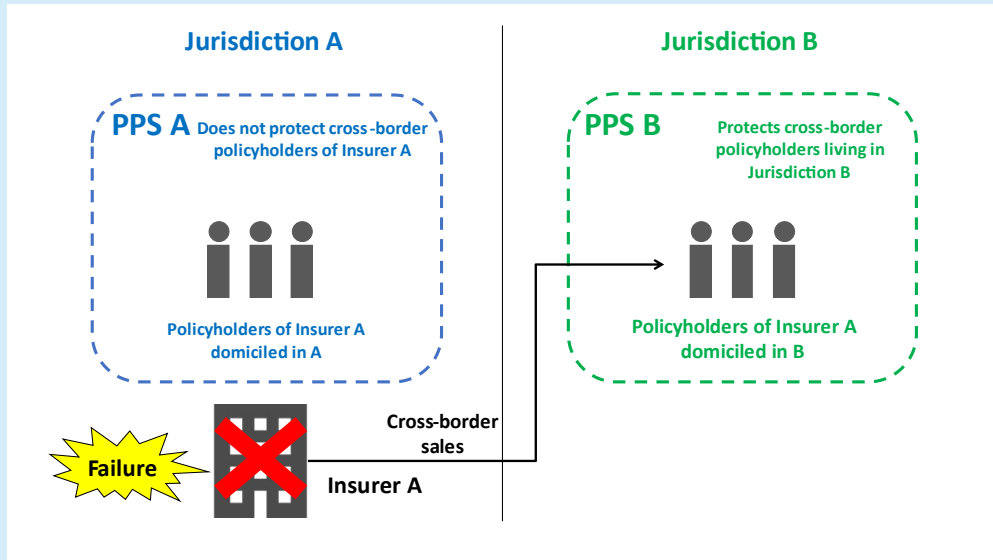 Jurisdiction A
Jurisdiction B
PPS A
Does not protect cross-border
policyholders of Insurer A
PPS B
Protects cross-border
policyholders living in
Jurisdiction B
Policyholders of Insurer A
domiciled in A
Policyholders of Insurer A
domiciled in B
Cross-border
sales
Failure
Insurer A